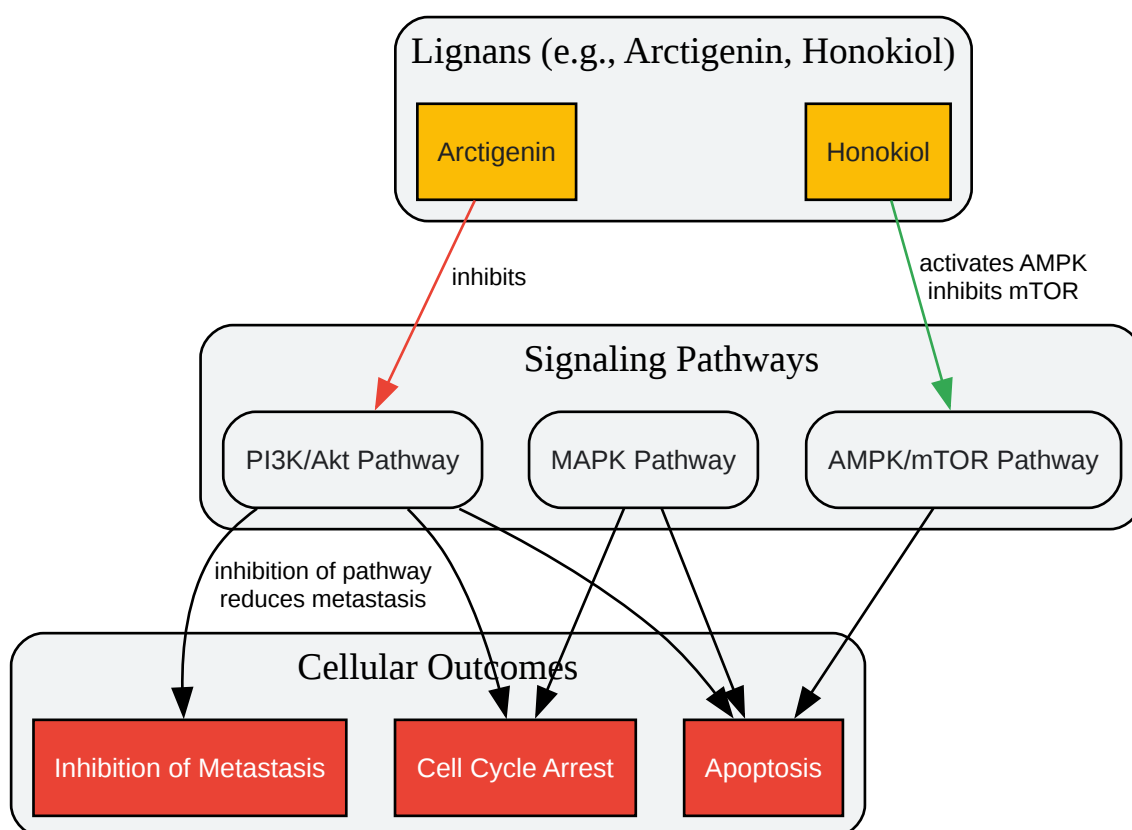 Lignans (e.g., Arctigenin, Honokiol)
Arctigenin
Honokiol
inhibits
activates AMPK
inhibits mTOR
Signaling Pathways
PI3K/Akt Pathway
MAPK Pathway
AMPK/mTOR Pathway
inhibition of pathway
reduces metastasis
Cellular Outcomes
Inhibition of Metastasis
Cell Cycle Arrest
Apoptosis